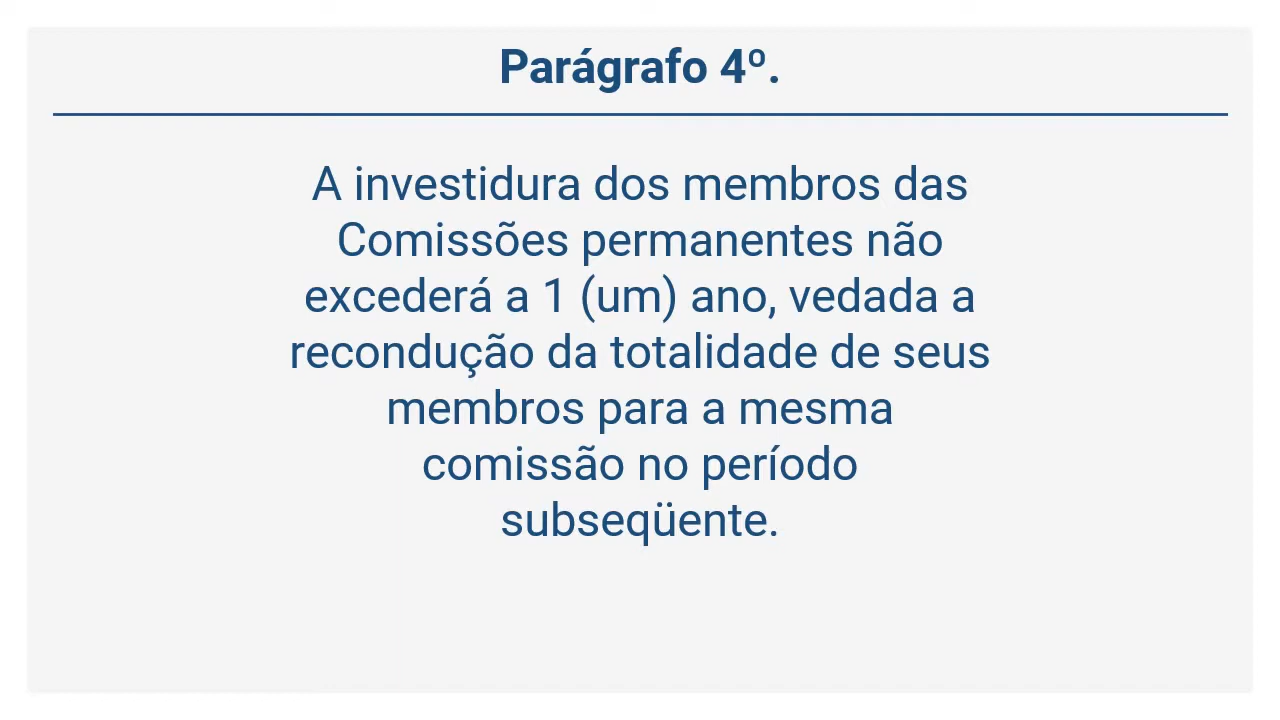 Parágrafo 4º.
A investidura dos membros das
Comissões permanentes não
excederá a 1 (um) ano, vedada a
recondução da totalidade de seus
membros para a mesma
comissão no período
subseqüente.